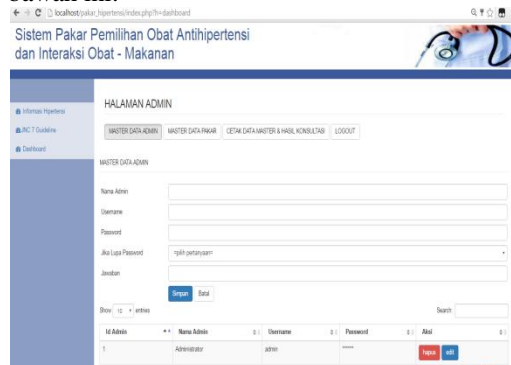 bawah ini.
localhost/pakar_hipertensi/index.php?h=dashboard
Sistem Pakar Pemilihan Obat Antihipertensi
dan Interaksi Obat - Makanan
HALAMAN ADMIN
Informasi Hipertensi
JNC 7 Guideline
Dashboard
MASTER DATA ADMIN MASTER DATA PAKAR CETAK DATA MASTER & HASIL KONSULTASI LOGOUT
MASTER DATA ADMIN
Nama Admin
Username
Password
Jika Lupa Password =pilih pertanyaan=
Jawaban
Simpan Batal
Show 10 entries Search:
Id Admin Nama Admin Username Password Aksi
1 Administrator admin ****** hapus edit